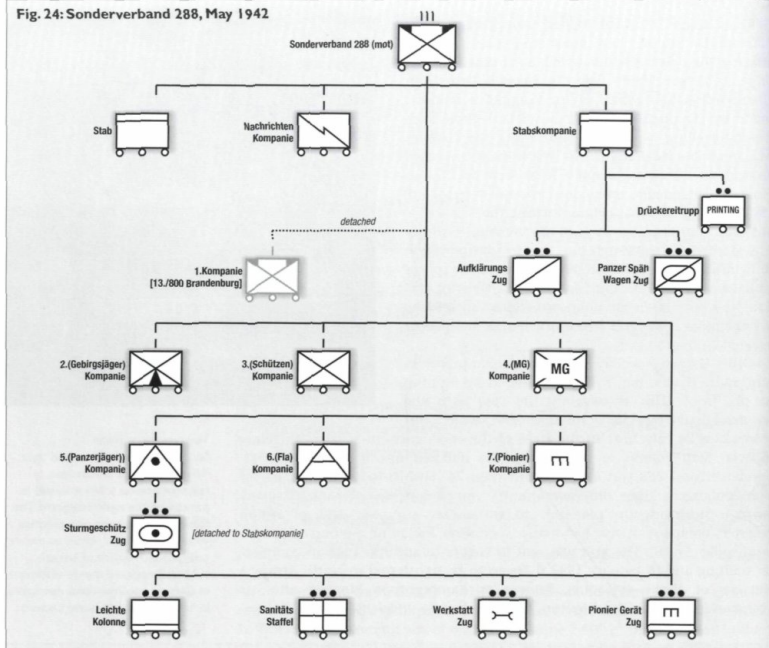 Fig. 24: Sonderverband 288, May 1942
Sonderverband 288 (mot)
Stab
Nachrichten
Kompanie
Stabskompanie
Drückereitrupp
PRINTING
detached
1.Kompanie
[13./800 Brandenburg]
Aufklärungs
Zug
Panzer Späh
Wagen Zug
2.(Gebirgsjäger)
Kompanie
3.(Schützen)
Kompanie
4.(MG)
Kompanie
MG
5.(Panzerjäger))
Kompanie
6.(Fla)
Kompanie
7.(Pionier)
Kompanie
Sturmgeschütz
Zug
[detached to Stabskompanie]
Leichte
Kolonne
Sanitäts
Staffel
Werkstatt
Zug
Pionier Gerät
Zug